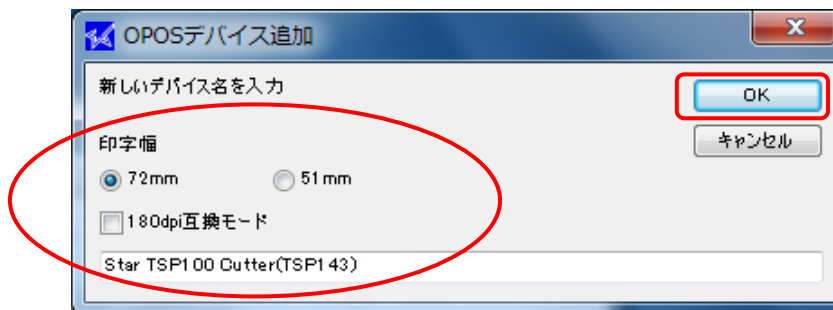 OPOSデバイス追加
新しいデバイス名を入力
OK
印字幅
キャンセル
72mm 51mm
180dpi互換モード
Star TSP100 Cutter(TSP143)